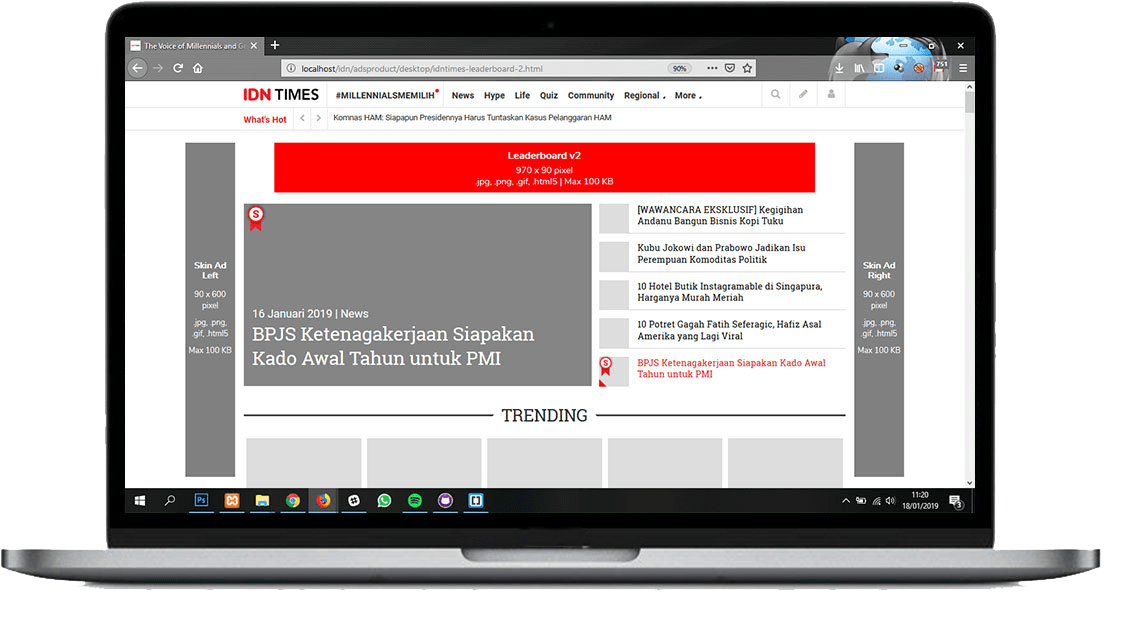 The Voice of Millennials and G
localhost/idn/adsproduct/desktop/idntimes-leaderboard-2.html
90%
751
IDN TIMES
#MILLENNIALSMEMILIH
News
Hype
Life
Quiz
Community
Regional
More
What's Hot
Komnas HAM: Siapapun Presidennya Harus Tuntaskan Kasus Pelanggaran HAM
Leaderboard v2
970 x 90 pixel
.jpg, .png, .gif, .html5 | Max 100 KB
Skin Ad
Left
90 x 600
pixel
.jpg, .png,
.gif, .html5
Max 100 KB
S
16 Januari 2019 | News
BPJS Ketenagakerjaan Siapakan
Kado Awal Tahun untuk PMI
[WAWANCARA EKSKLUSIF] Kegigihan
Andanu Bangun Bisnis Kopi Tuku
Kubu Jokowi dan Prabowo Jadikan Isu
Perempuan Komoditas Politik
10 Hotel Butik Instagramable di Singapura,
Harganya Murah Meriah
10 Potret Gagah Fatih Seferagic, Hafiz Asal
Amerika yang Lagi Viral
S
BPJS Ketenagakerjaan Siapkan Kado Awal
Tahun untuk PMI
Skin Ad
Right
90 x 600
pixel
.jpg, .png,
.gif, .html5
Max 100 KB
TRENDING
Ps
11:20
18/01/2019
3